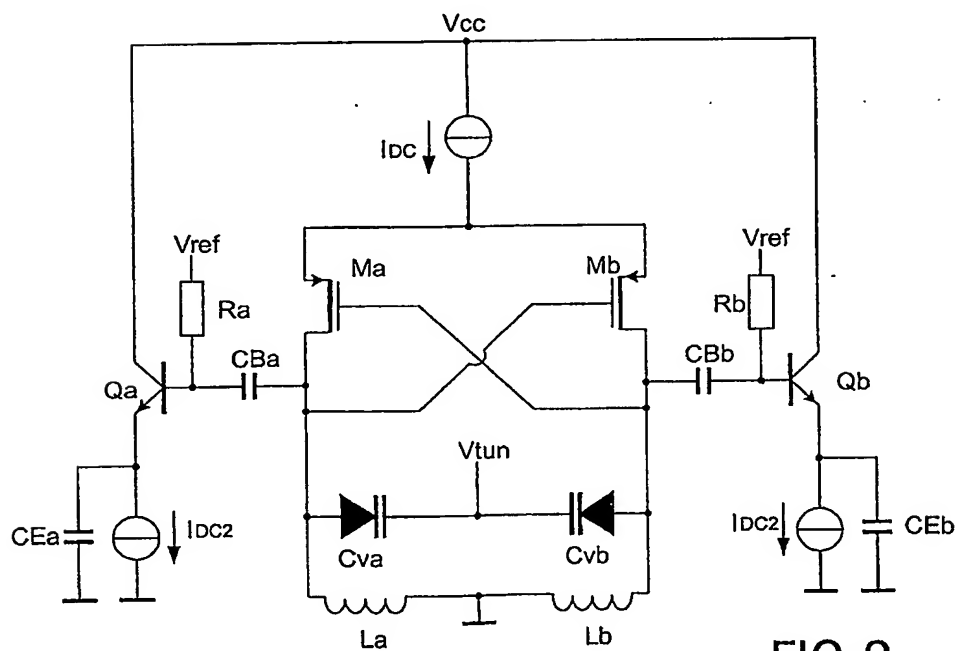 Vcc
IDC
Vref
Ma
Mb
Vref
Ra
Rb
CBa
CBb
Qa
Qb
Vtun
CEa
IDC2
Cva
Cvb
IDC2
CEb
La
Lb